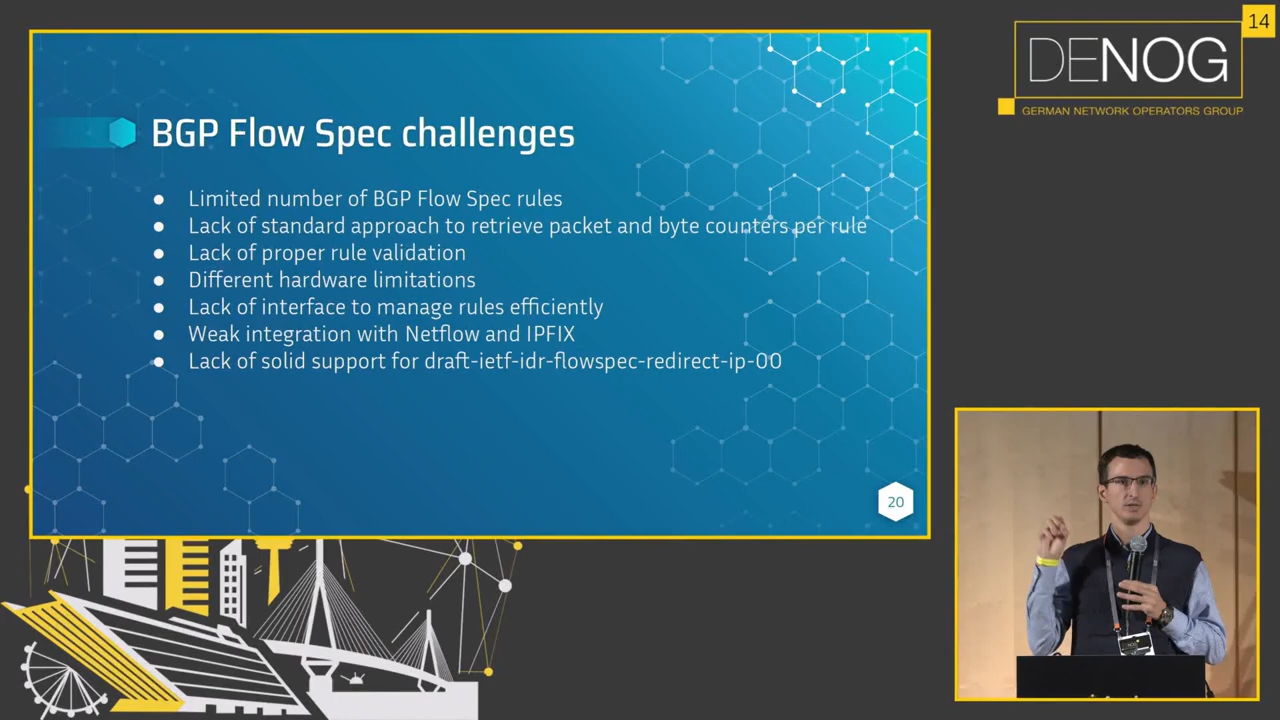 14
DENOG
GERMAN NETWORK OPERATORS GROUP
BGP Flow Spec challenges
● Limited number of BGP Flow Spec rules
● Lack of standard approach to retrieve packet and byte counters per rule
● Lack of proper rule validation
● Different hardware limitations
● Lack of interface to manage rules efficiently
● Weak integration with Netflow and IPFIX
● Lack of solid support for draft-ietf-idr-flowspec-redirect-ip-00
20